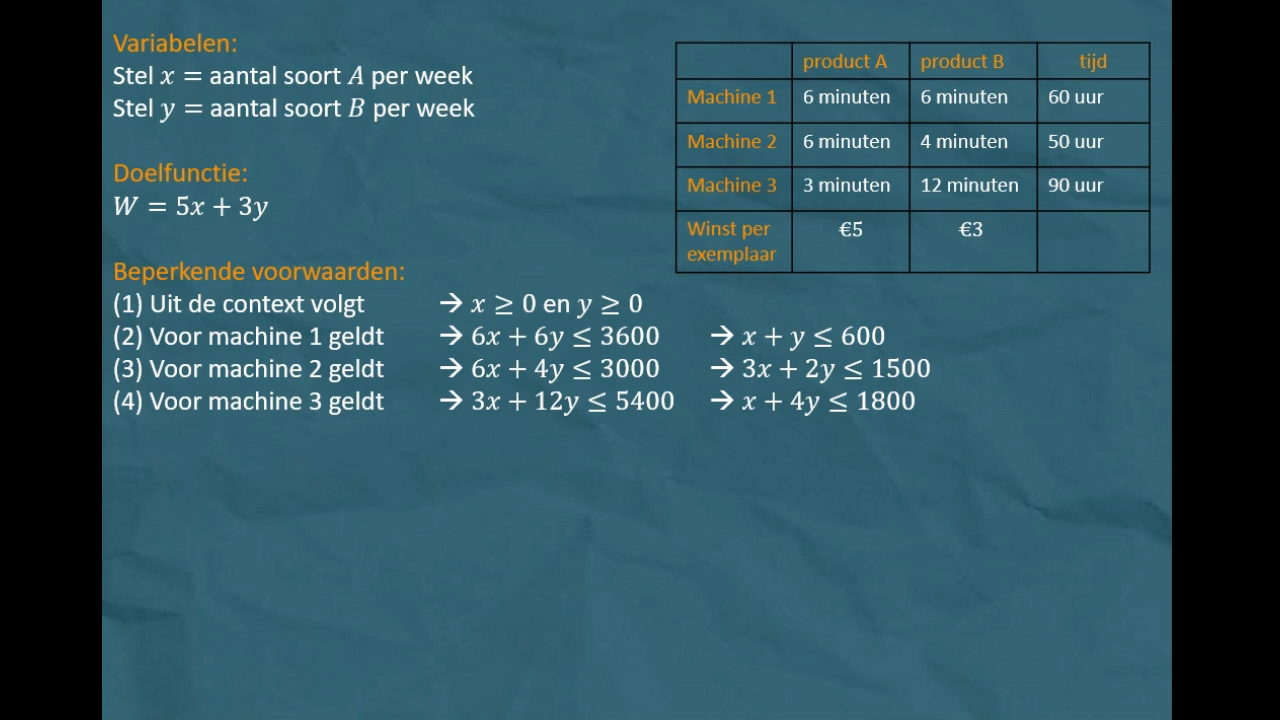 Variabelen:
Stel x = aantal soort A per week
Stel y = aantal soort B per week
Doelfunctie:
W = 5x + 3y
Beperkende voorwaarden:
(1) Uit de context volgt → x ≥ 0 en y ≥ 0
(2) Voor machine 1 geldt → 6x + 6y ≤ 3600 → x + y ≤ 600
(3) Voor machine 2 geldt → 6x + 4y ≤ 3000 → 3x + 2y ≤ 1500
(4) Voor machine 3 geldt → 3x + 12y ≤ 5400 → x + 4y ≤ 1800
product A product B tijd
Machine 1 6 minuten 6 minuten 60 uur
Machine 2 6 minuten 4 minuten 50 uur
Machine 3 3 minuten 12 minuten 90 uur
Winst per €5 €3
exemplaar